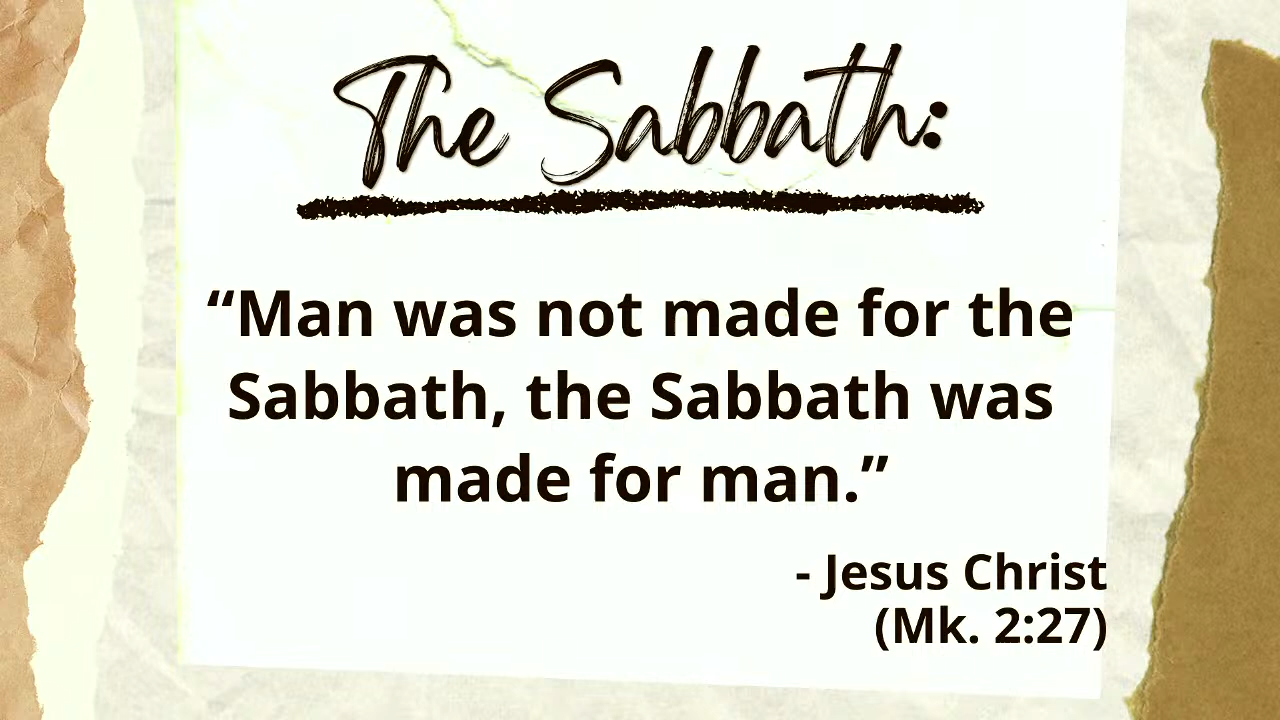 The Sabbath:
“Man was not made for the
Sabbath, the Sabbath was
made for man.”
- Jesus Christ
(Mk. 2:27)